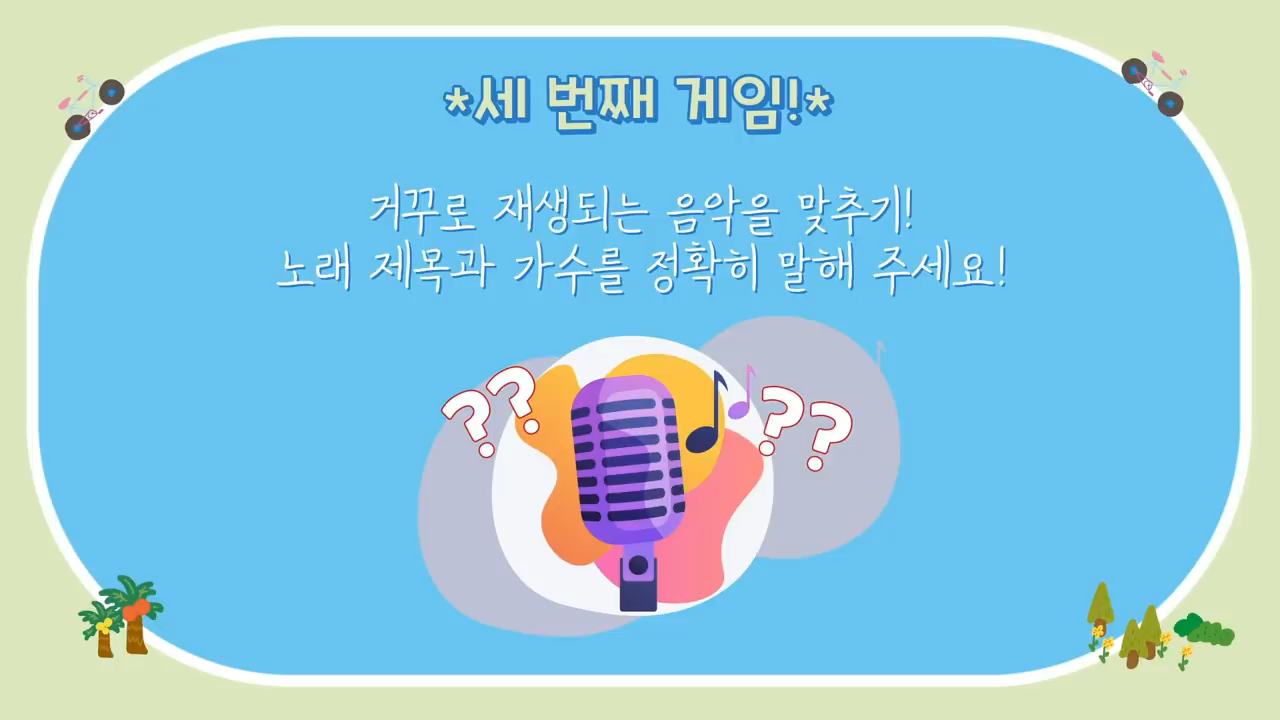 *세 번째 게임!*
거꾸로 재생되는 음악을 맞추기!
노래 제목과 가수를 정확히 말해 주세요!
??
??